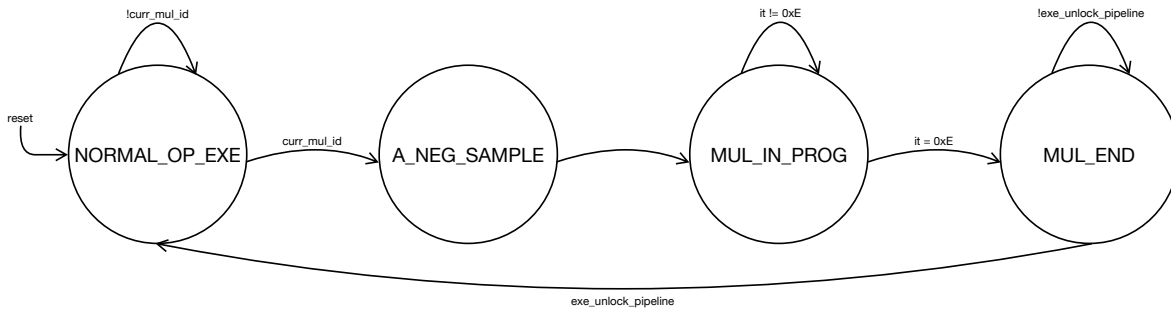 !curr_mul_id
it != 0xE
!exe_unlock_pipeline
reset
NORMAL_OP_EXE
curr_mul_id
A_NEG_SAMPLE
MUL_IN_PROG
it = 0xE
MUL_END
exe_unlock_pipeline